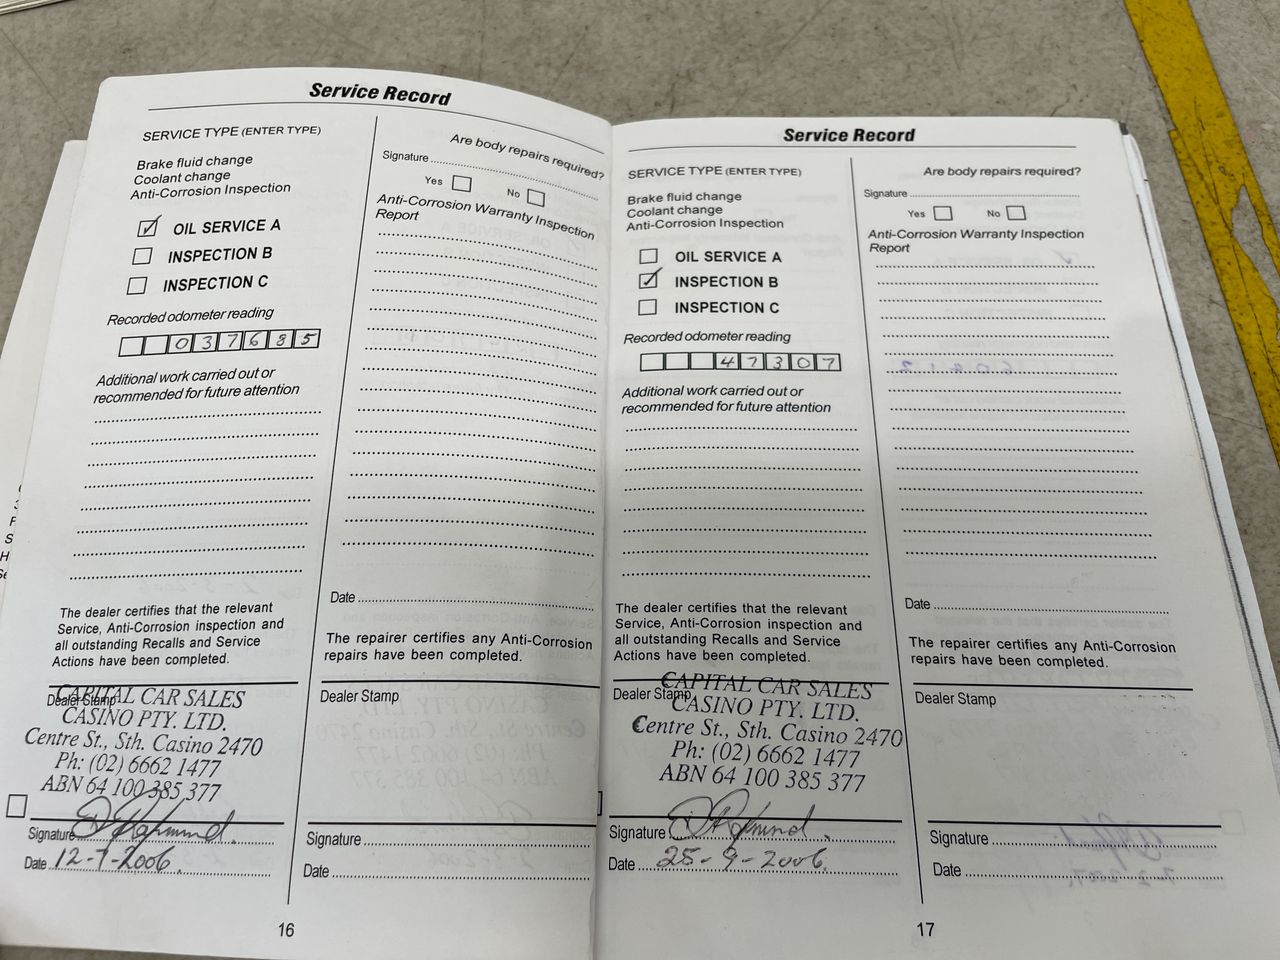 Service Record
SERVICE TYPE (ENTER TYPE)
Brake fluid change
Coolant change
Anti-Corrosion Inspection
OIL SERVICE A
INSPECTION B
INSPECTION C
Recorded odometer reading
037685
Additional work carried out or
recommended for future attention
The dealer certifies that the relevant
Service, Anti-Corrosion inspection and
all outstanding Recalls and Service
Actions have been completed.
Dealer Stamp
CAPITAL CAR SALES
CASINO PTY. LTD.
Centre St., Sth. Casino 2470
Ph: (02) 6662 1477
ABN 64 100 385 377
Signature
Date 12-7-2006
Are body repairs required?
Signature
Yes No
Anti-Corrosion Warranty Inspection
Report
Date
The repairer certifies any Anti-Corrosion
repairs have been completed.
Dealer Stamp
Signature
Date
16
Service Record
SERVICE TYPE (ENTER TYPE)
Brake fluid change
Coolant change
Anti-Corrosion Inspection
OIL SERVICE A
INSPECTION B
INSPECTION C
Recorded odometer reading
47307
Additional work carried out or
recommended for future attention
The dealer certifies that the relevant
Service, Anti-Corrosion inspection and
all outstanding Recalls and Service
Actions have been completed.
Dealer Stamp
CAPITAL CAR SALES
CASINO PTY. LTD.
Centre St., Sth. Casino 2470
Ph: (02) 6662 1477
ABN 64 100 385 377
Signature
Date 25-9-2006
Are body repairs required?
Signature
Yes No
Anti-Corrosion Warranty Inspection
Report
Date
The repairer certifies any Anti-Corrosion
repairs have been completed.
Dealer Stamp
Signature
Date
17